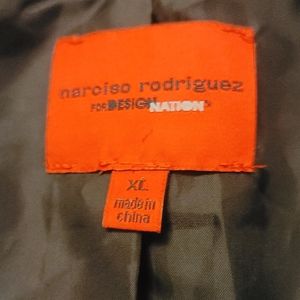 narciso rodriguez
FOR DESIGN NATION
XL
made in
china